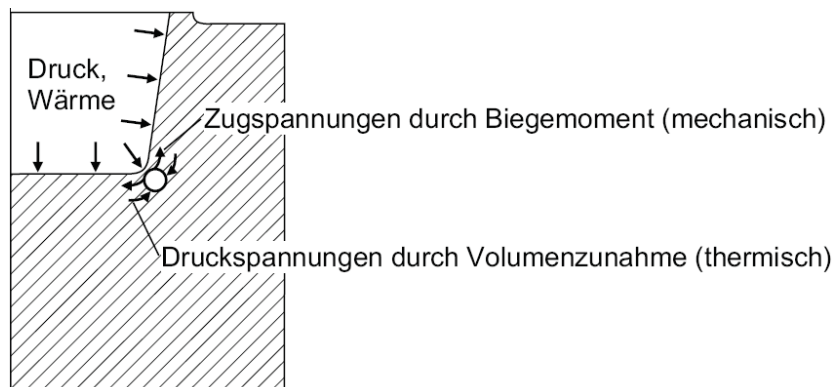 Druck,
Wärme
Zugspannungen durch Biegemoment (mechanisch)
Druckspannungen durch Volumenzunahme (thermisch)